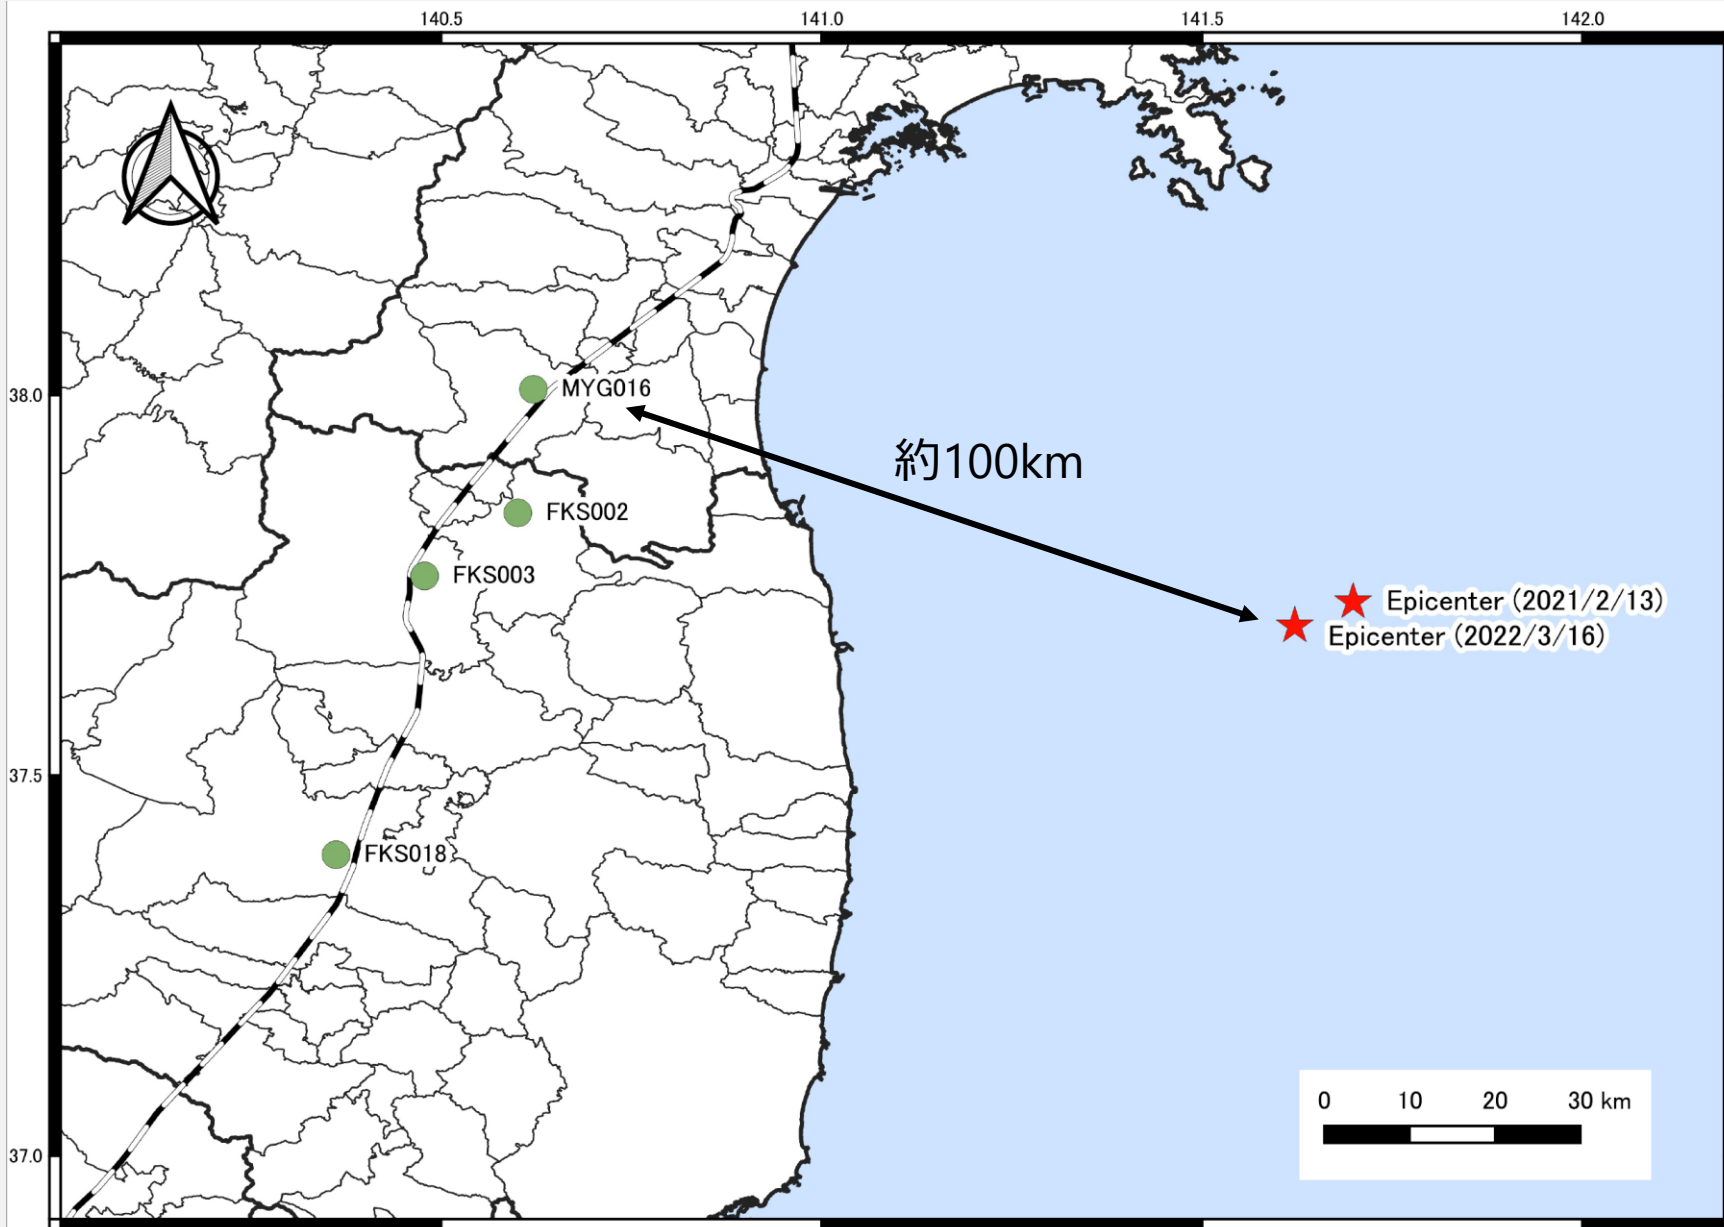 140.5 141.0 141.5 142.0
38.0
MYG016
約100km
FKS002
FKS003
Epicenter (2021/2/13)
Epicenter (2022/3/16)
37.5
FKS018
0 10 20 30 km
37.0